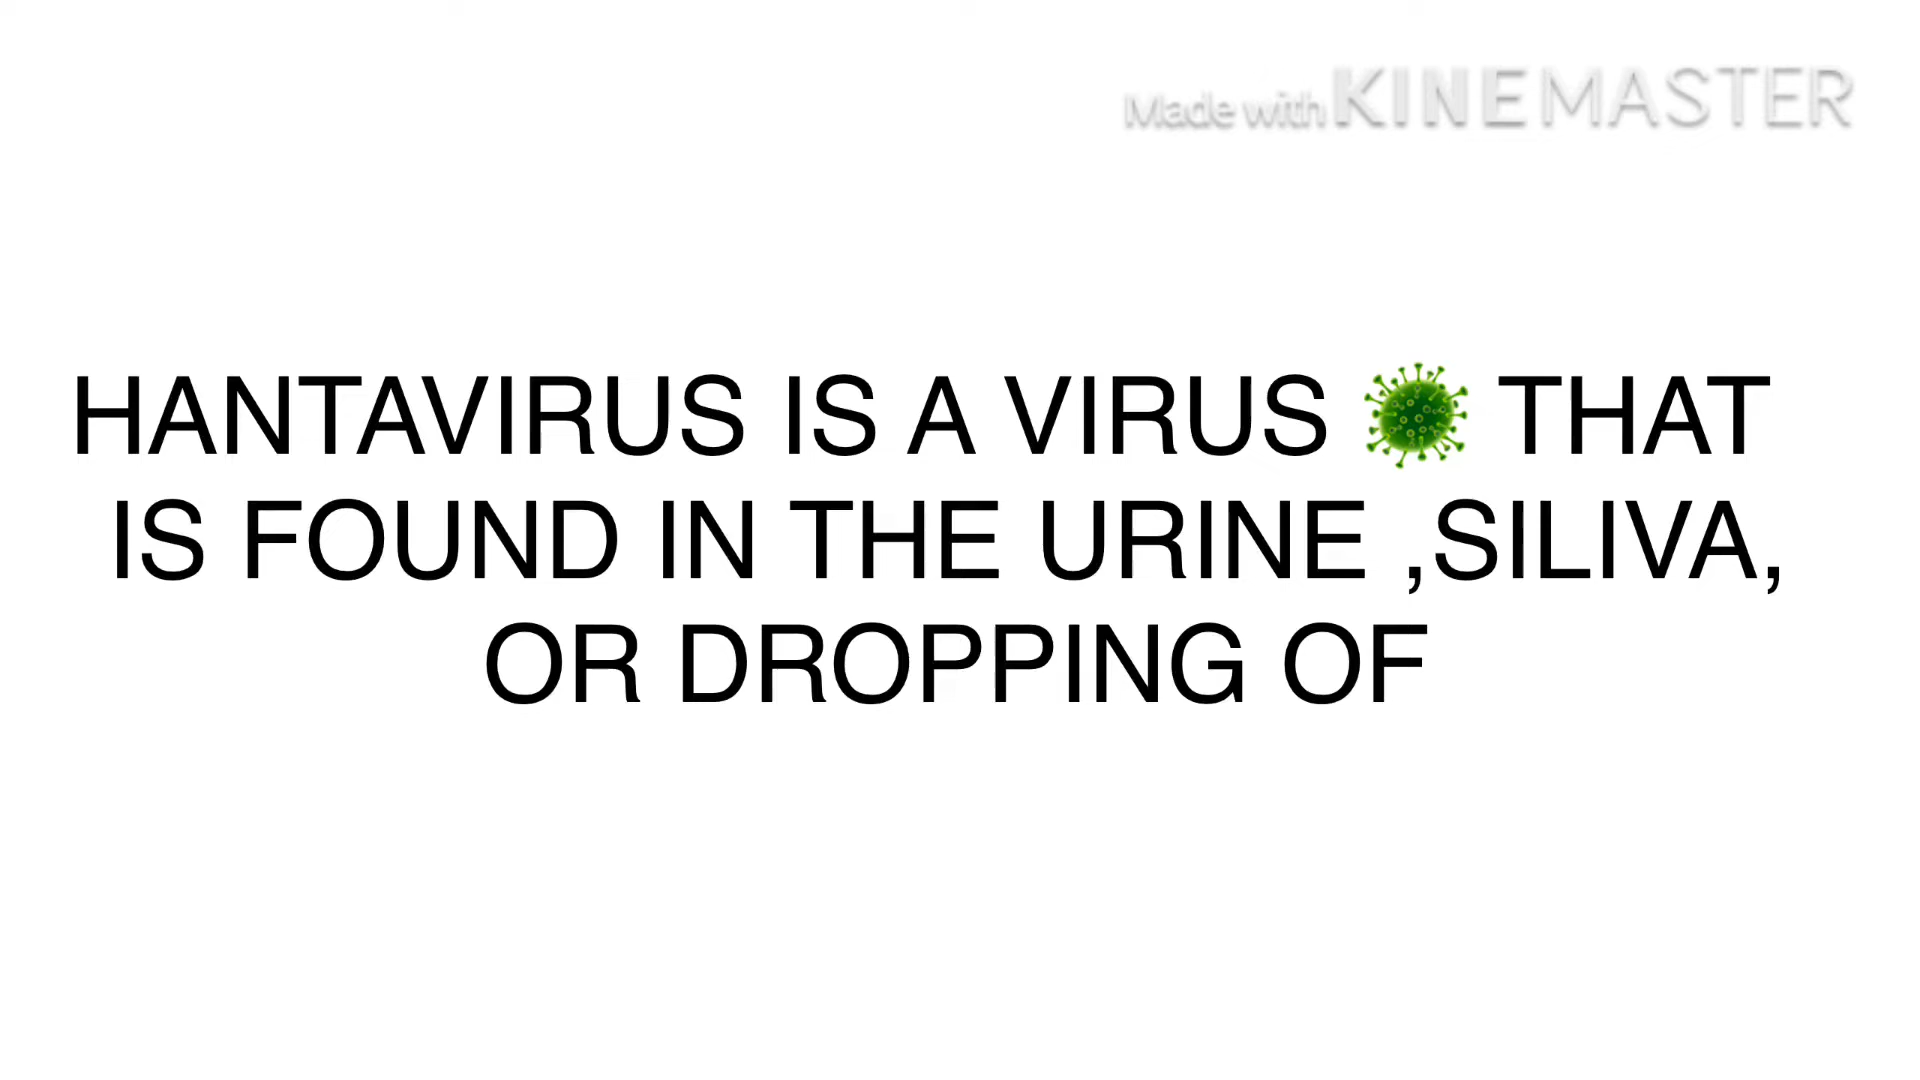 Made with KINEMASTER
HANTAVIRUS IS A VIRUS 🦠 THAT
IS FOUND IN THE URINE ,SILIVA,
OR DROPPING OF